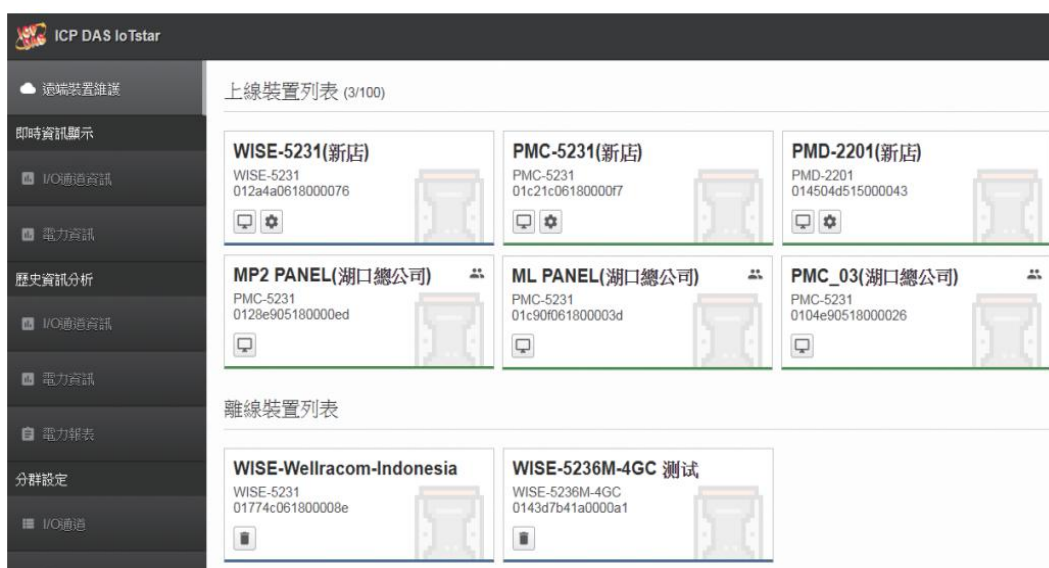 ICP DAS IoTstar
遠端裝置維護
即時資訊顯示
I/O通道資訊
電力資訊
歷史資訊分析
I/O通道資訊
電力資訊
電力報表
分群設定
I/O通道
上線裝置列表 (3/100)
WISE-5231(新店)
WISE-5231
012a4a0618000076
PMC-5231(新店)
PMC-5231
01c21c06180000f7
PMD-2201(新店)
PMD-2201
014504d515000043
MP2 PANEL(湖口總公司)
PMC-5231
0128e905180000ed
ML PANEL(湖口總公司)
PMC-5231
01c90f061800003d
PMC_03(湖口總公司)
PMC-5231
0104e90518000026
離線裝置列表
WISE-Wellracom-Indonesia
WISE-5231
01774c061800008e
WISE-5236M-4GC 测试
WISE-5236M-4GC
0143d7b41a0000a1